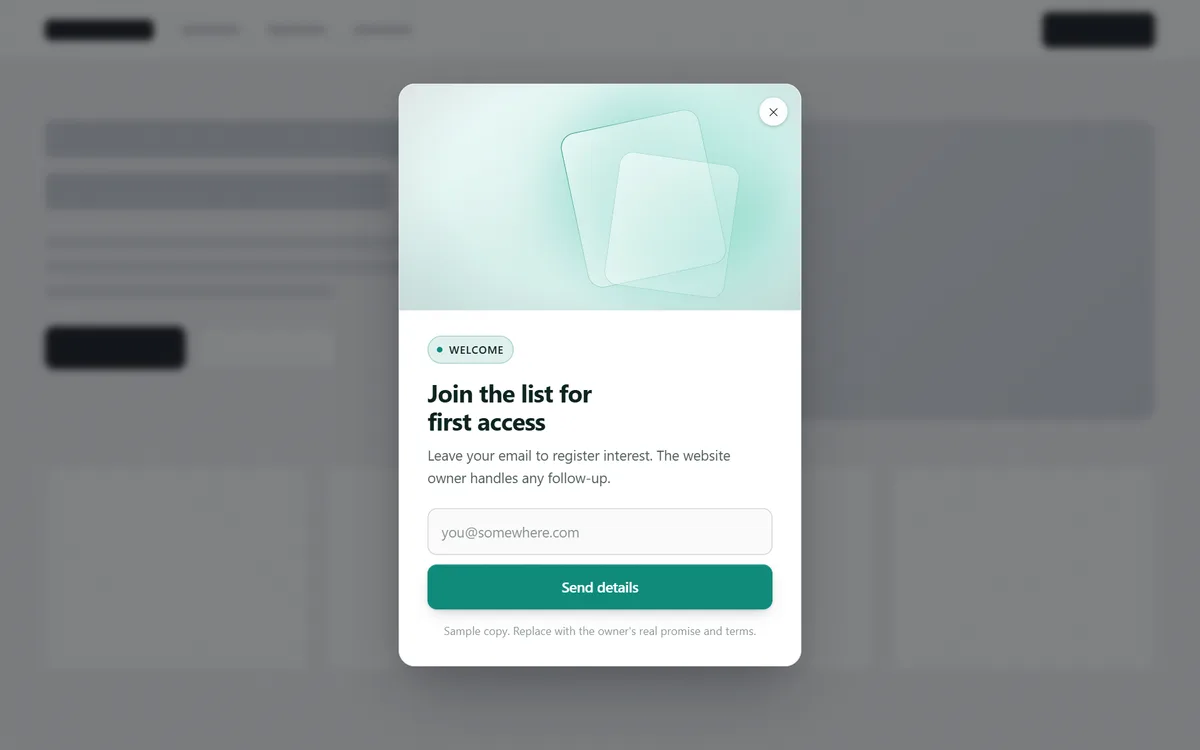 WELCOME
Join the list for
first access
Leave your email to register interest. The website
owner handles any follow-up.
you@somewhere.com
Send details
Sample copy. Replace with the owner's real promise and terms.